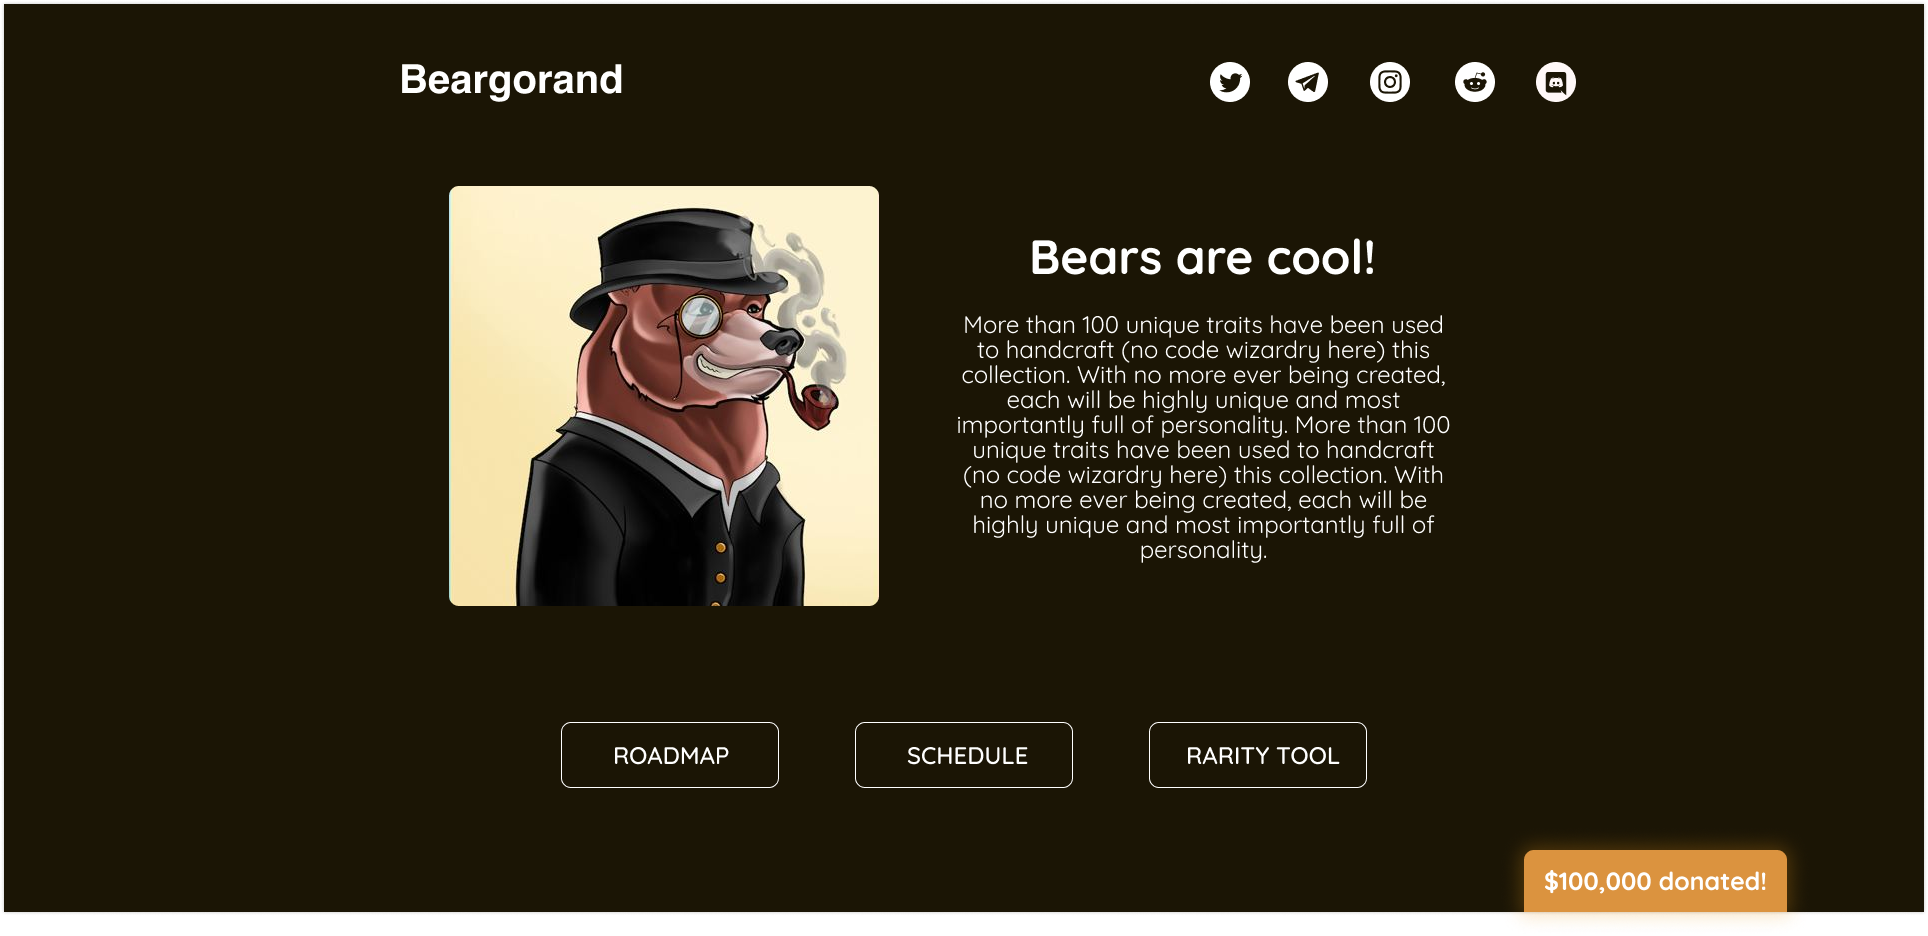 Beargorand
Bears are cool!
More than 100 unique traits have been used
to handcraft (no code wizardry here) this
collection. With no more ever being created,
each will be highly unique and most
importantly full of personality. More than 100
unique traits have been used to handcraft
(no code wizardry here) this collection. With
no more ever being created, each will be
highly unique and most importantly full of
personality.
ROADMAP
SCHEDULE
RARITY TOOL
$100,000 donated!